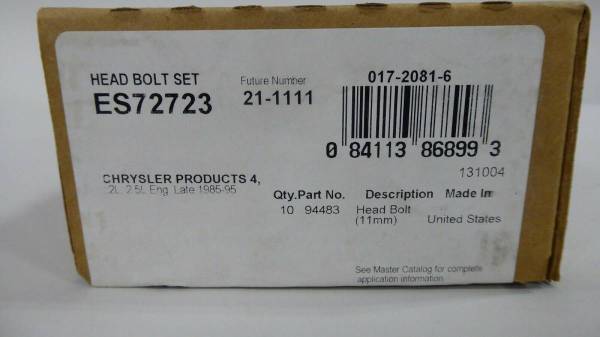 HEAD BOLT SET
ES72723
Future Number
21-1111
017-2081-6
0 84113 86899 3
131004
CHRYSLER PRODUCTS 4,
.2L, 2.5L Eng. Late 1985-95
Qty. Part No. Description Made In
10 94483 Head Bolt (11mm) United States
See Master Catalog for complete
application information